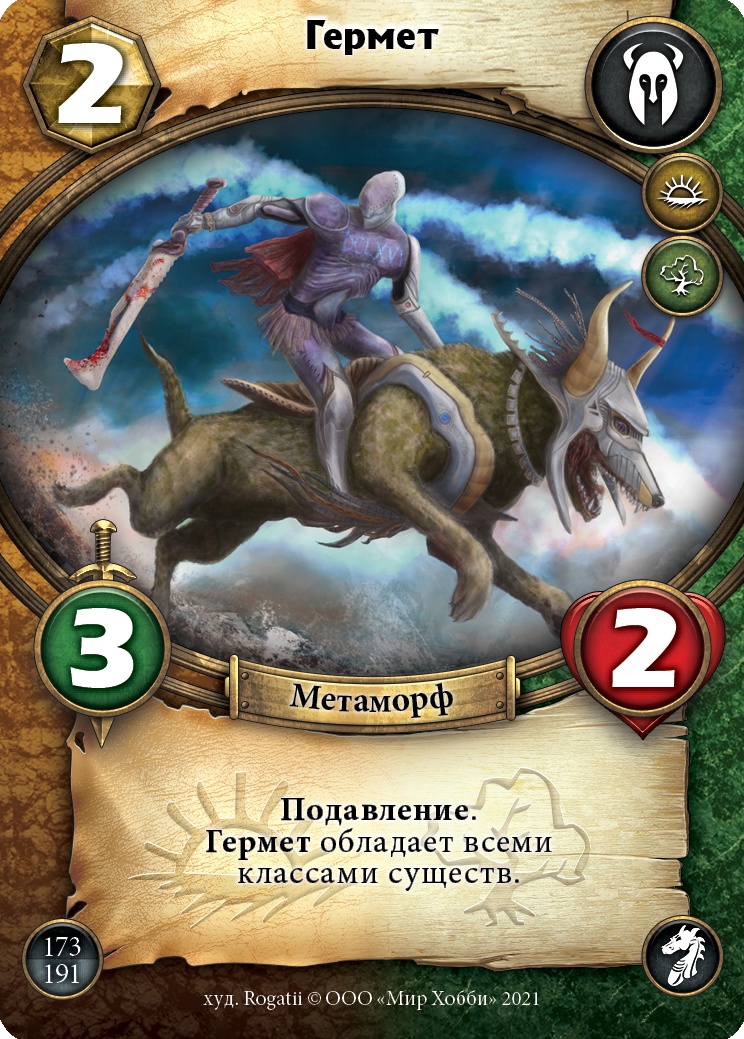 Гермет
2
3
2
Метаморф
Подавление.
Гермет обладает всеми
классами существ.
173
191
худ. Rogatii © ООО «Мир Хобби» 2021